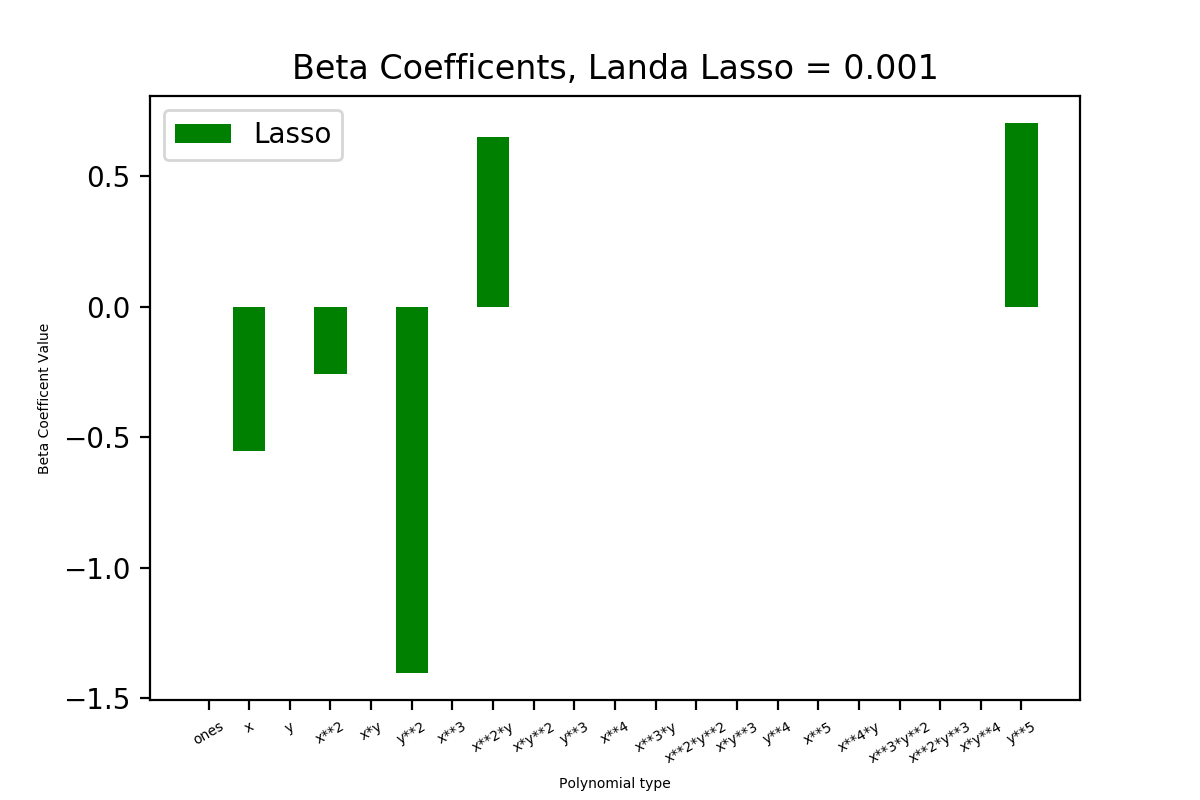 Beta Coefficents, Landa Lasso = 0.001
Lasso
0.5
0.0
−0.5
−1.0
−1.5
Beta Coefficent Value
ones x y x**2 x*y y**2 x**3 x**2*y x*y**2 y**3 x**4 x**3*y x**2*y**2 x*y**3 y**4 x**5 x**4*y x**3*y**2 x**2*y**3 x*y**4 y**5
Polynomial type